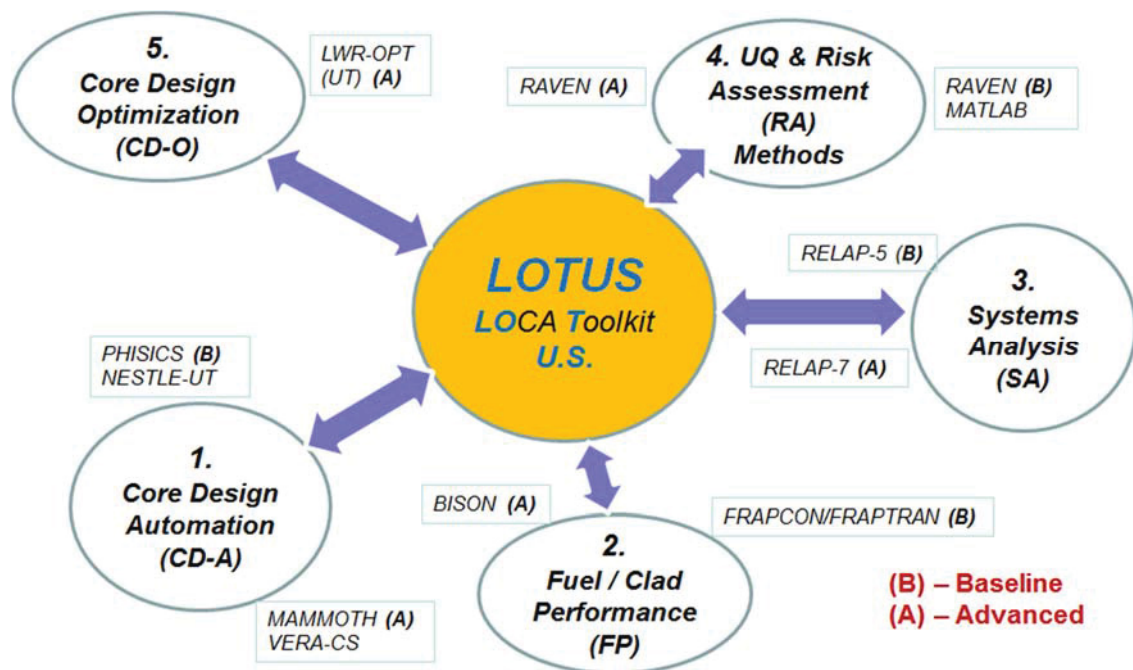 5.
Core Design
Optimization
(CD-O)
LWR-OPT
(UT) (A)
RAVEN (A)
4. UQ & Risk
Assessment
(RA)
Methods
RAVEN (B)
MATLAB
LOTUS
LOCA Toolkit
U.S.
RELAP-5 (B)
RELAP-7 (A)
3.
Systems
Analysis
(SA)
PHISICS (B)
NESTLE-UT
1.
Core Design
Automation
(CD-A)
MAMMOTH (A)
VERA-CS
BISON (A)
2.
Fuel / Clad
Performance
(FP)
FRAPCON/FRAPTRAN (B)
(B) – Baseline
(A) – Advanced